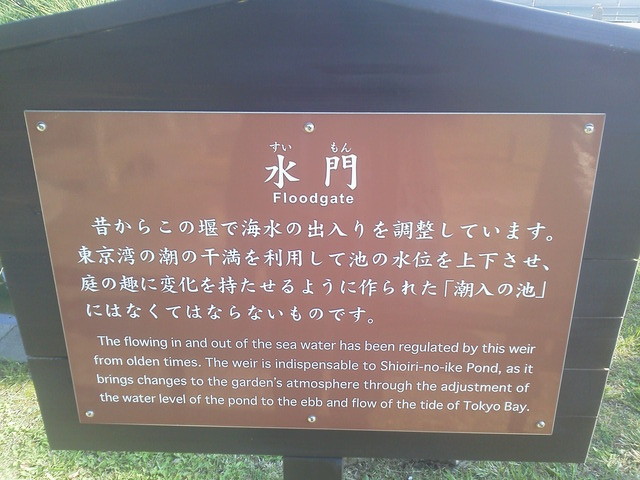 すい もん
水門
Floodgate
昔からこの堰で海水の出入りを調整しています。
東京湾の潮の干満を利用して池の水位を上下させ、
庭の趣に変化を持たせるように作られた「潮入の池」
にはなくてはならないものです。
The flowing in and out of the sea water has been regulated by this weir
from olden times. The weir is indispensable to Shioiri-no-ike Pond, as it
brings changes to the garden's atmosphere through the adjustment of
the water level of the pond to the ebb and flow of the tide of Tokyo Bay.